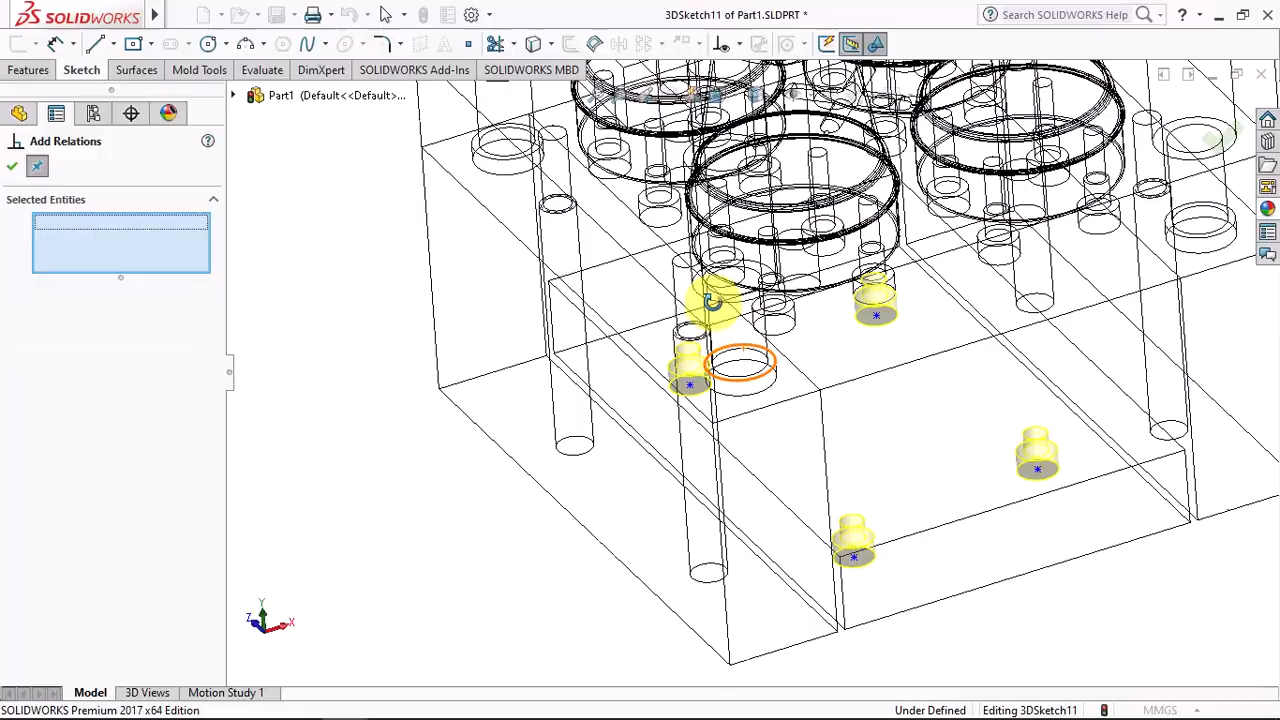 SOLIDWORKS
3DSketch11 of Part1.SLDPRT *
Search SOLIDWORKS Help
?
Features
Sketch
Surfaces
Mold Tools
Evaluate
DimXpert
SOLIDWORKS Add-Ins
SOLIDWORKS MBD
Part1 (Default<<Default>...
Add Relations
?
Selected Entities
Y
Z
X
Model
3D Views
Motion Study 1
SOLIDWORKS Premium 2017 x64 Edition
Under Defined
Editing 3DSketch11
MMGS